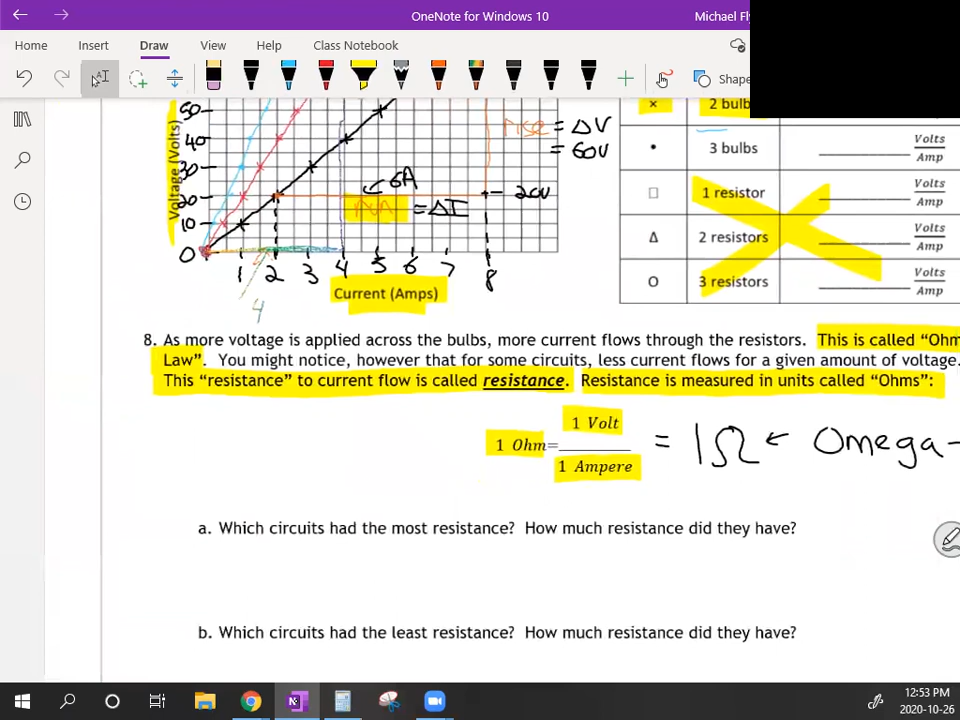 OneNote for Windows 10
Michael Fly
Home Insert Draw View Help Class Notebook
Shape
50
40
30
20
10
0
Voltage (Volts)
1 2 3 4 5 6 7 8
Current (Amps)
4
rise = ΔV
= 60V
6A
run = ΔI
20V
× 2 bulbs
• 3 bulbs Volts
Amp
□ 1 resistor Volts
Amp
Δ 2 resistors Volts
Amp
O 3 resistors Volts
Amp
8. As more voltage is applied across the bulbs, more current flows through the resistors. This is called “Ohm
Law”. You might notice, however that for some circuits, less current flows for a given amount of voltage.
This “resistance” to current flow is called resistance. Resistance is measured in units called “Ohms”:
1 Ohm= 1 Volt
1 Ampere
= 1Ω ← Omega -
a. Which circuits had the most resistance? How much resistance did they have?
b. Which circuits had the least resistance? How much resistance did they have?
12:53 PM
2020-10-26